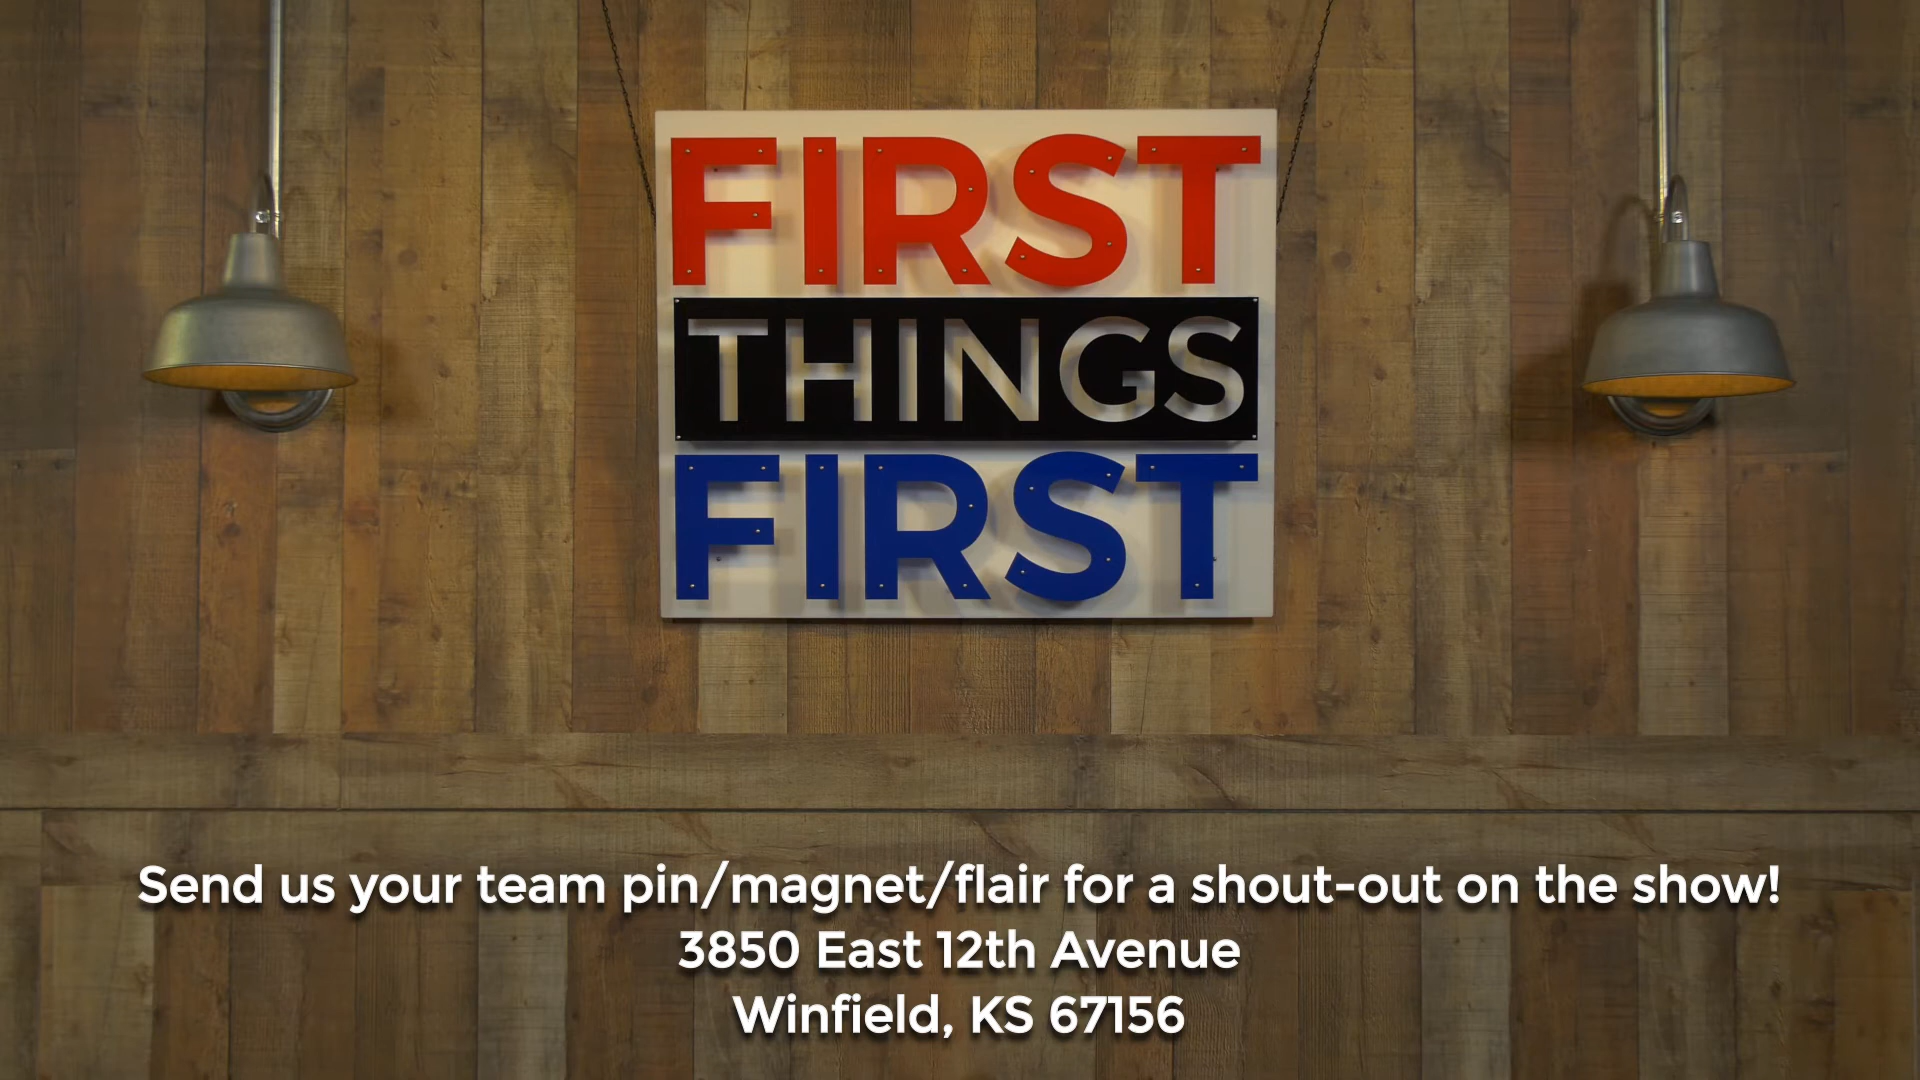 FIRST
THINGS
FIRST
Send us your team pin/magnet/flair for a shout-out on the show!
3850 East 12th Avenue
Winfield, KS 67156